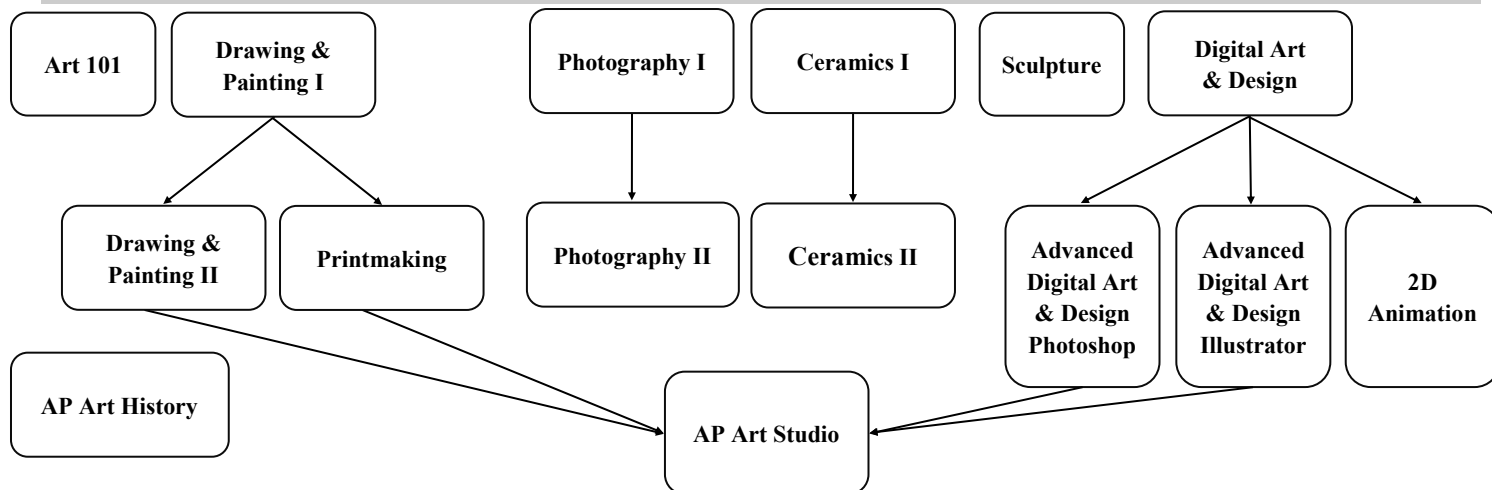 Art 101
Drawing &
Painting I
Photography I
Ceramics I
Sculpture
Digital Art
& Design
Drawing &
Painting II
Printmaking
Photography II
Ceramics II
Advanced
Digital Art
& Design
Photoshop
Advanced
Digital Art
& Design
Illustrator
2D
Animation
AP Art History
AP Art Studio